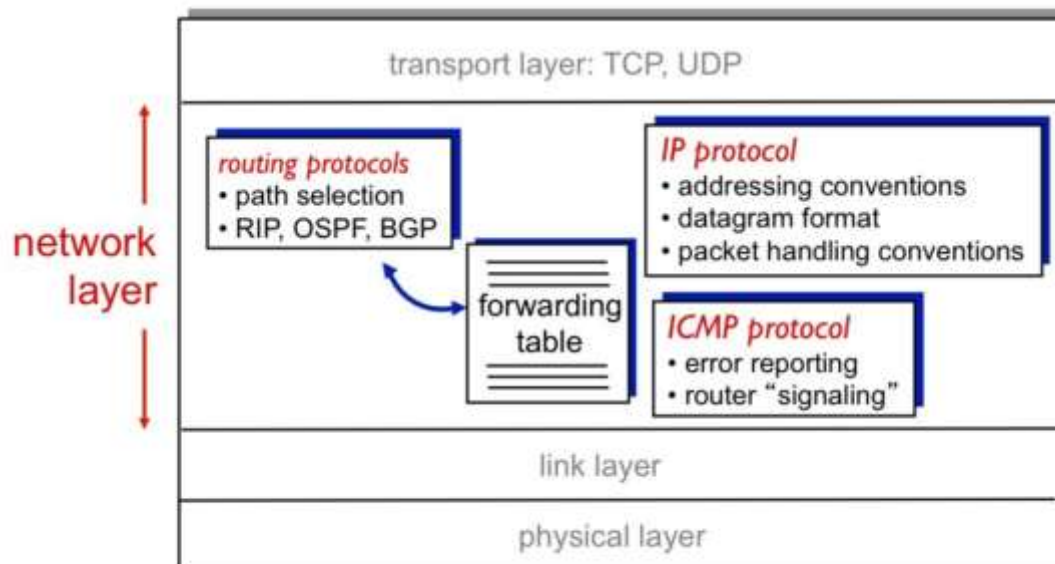 transport layer: TCP, UDP
network
layer
routing protocols
• path selection
• RIP, OSPF, BGP
forwarding
table
IP protocol
• addressing conventions
• datagram format
• packet handling conventions
ICMP protocol
• error reporting
• router “signaling”
link layer
physical layer